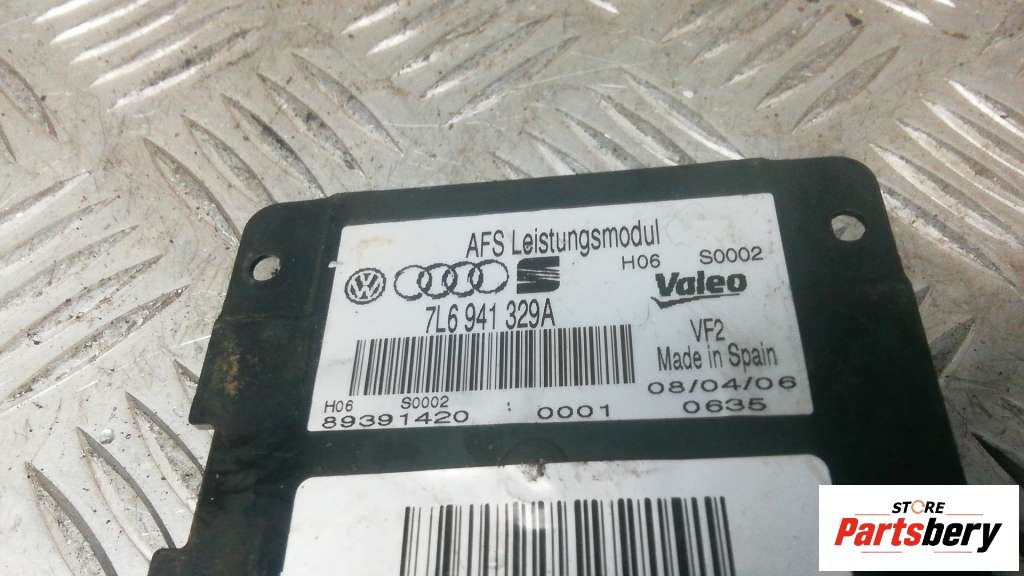 AFS Leistungsmodul
H06 S0002
Valeo
7L6 941 329A
VF2
Made in Spain
08/04/06
H06 S0002
89391420 0001 0635
STORE
Partsbery